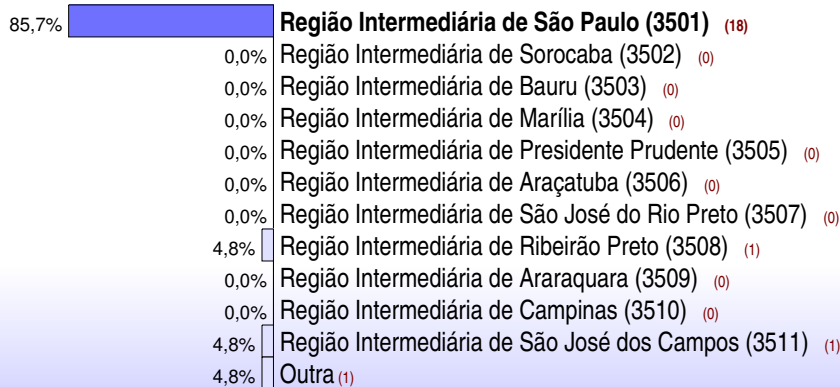 85,7% Região Intermediária de São Paulo (3501) (18)
0,0% Região Intermediária de Sorocaba (3502) (0)
0,0% Região Intermediária de Bauru (3503) (0)
0,0% Região Intermediária de Marília (3504) (0)
0,0% Região Intermediária de Presidente Prudente (3505) (0)
0,0% Região Intermediária de Araçatuba (3506) (0)
0,0% Região Intermediária de São José do Rio Preto (3507) (0)
4,8% Região Intermediária de Ribeirão Preto (3508) (1)
0,0% Região Intermediária de Araraquara (3509) (0)
0,0% Região Intermediária de Campinas (3510) (0)
4,8% Região Intermediária de São José dos Campos (3511) (1)
4,8% Outra (1)